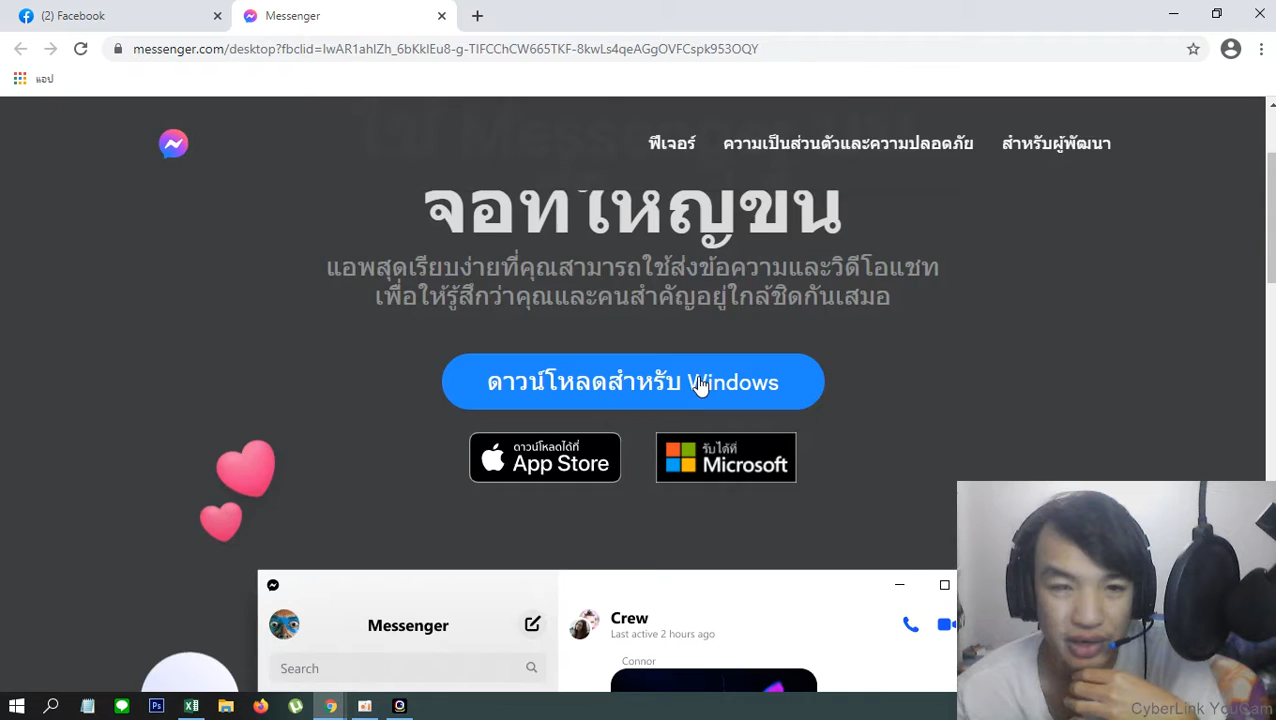 (2) Facebook
Messenger
messenger.com/desktop?fbclid=IwAR1ahIZh_6bKkIEu8-g-TIFCChCW665TKF-8kwLs4qeAGgOVFCspk953OQY
แอป
ฟีเจอร์
ความเป็นส่วนตัวและความปลอดภัย
สำหรับผู้พัฒนา
แอพสุดเรียบง่ายที่คุณสามารถใช้ส่งข้อความและวิดีโอแชท
เพื่อให้รู้สึกว่าคุณและคนสำคัญอยู่ใกล้ชิดกันเสมอ
ดาวน์โหลดสำหรับ Windows
ดาวน์โหลดได้ที่
App Store
รับได้ที่
Microsoft
Messenger
Search
Crew
Last active 2 hours ago
Connor
CyberLink YouCam